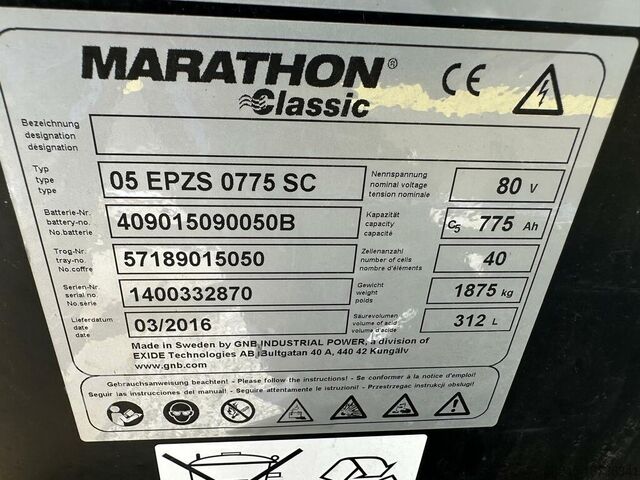 MARATHON®
Classic
CE
Bezeichnung
designation
désignation
Typ
type
type
05 EPZS 0775 SC
Nennspannung
nominal voltage
tension nominale
80 V
Batterie-Nr.
battery-no.
No.batterie
409015090050B
Kapazität
capacity
capacité
C5 775 Ah
Trog-Nr.
tray-no.
No.coffre
57189015050
Zellenanzahl
number of cells
nombre d'éléments
40
Serien-Nr.
serial no.
No.série
1400332870
Gewicht
weight
poids
1875 kg
Lieferdatum
date
date
03/2016
Säurevolumen
volume of acid
volume d'acide
312 L
Made in Sweden by GNB INDUSTRIAL POWER, a division of
EXIDE Technologies AB, Bultgatan 40 A, 440 42 Kungälv
www.gnb.com
Gebrauchsanweisung beachten! - Please follow the instructions! - Se conformer à la notice d'emploi!
Seguir las instrucciones del manual! - Seguire attentamente le istruzioni! - Przestrzegac instrukcji obslugi!